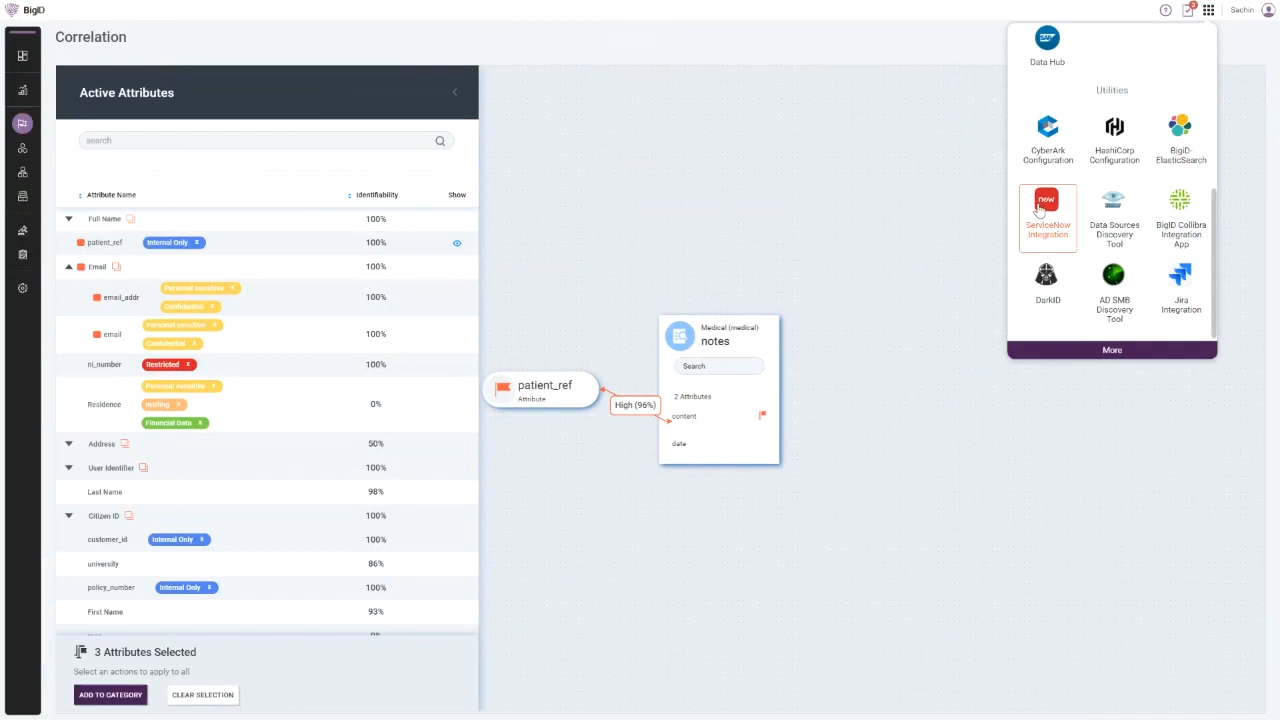 BigID
3
Sachin
Correlation
Active Attributes
search
Attribute Name
Identifiability
Show
Full Name
100%
patient_ref
Internal Only x
100%
Email
100%
email_addr
Personal sensitive x
Confidential x
100%
email
Personal sensitive x
Confidential x
100%
ni_number
Restricted x
100%
Residence
Personal sensitive x
mailing x
Financial Data x
0%
Address
50%
User Identifier
100%
Last Name
98%
Citizen ID
100%
customer_id
Internal Only x
100%
university
86%
policy_number
Internal Only x
100%
First Name
93%
3 Attributes Selected
Select an actions to apply to all
ADD TO CATEGORY
CLEAR SELECTION
patient_ref
Attribute
High (96%)
Medical (medical)
notes
Search
2 Attributes
content
date
SAP
Data Hub
Utilities
CyberArk
Configuration
HashiCorp
Configuration
BigID-
ElasticSearch
now
ServiceNow
Integration
Data Sources
Discovery
Tool
BigID Collibra
Integration
App
DarkID
AD SMB
Discovery
Tool
Jira
Integration
More